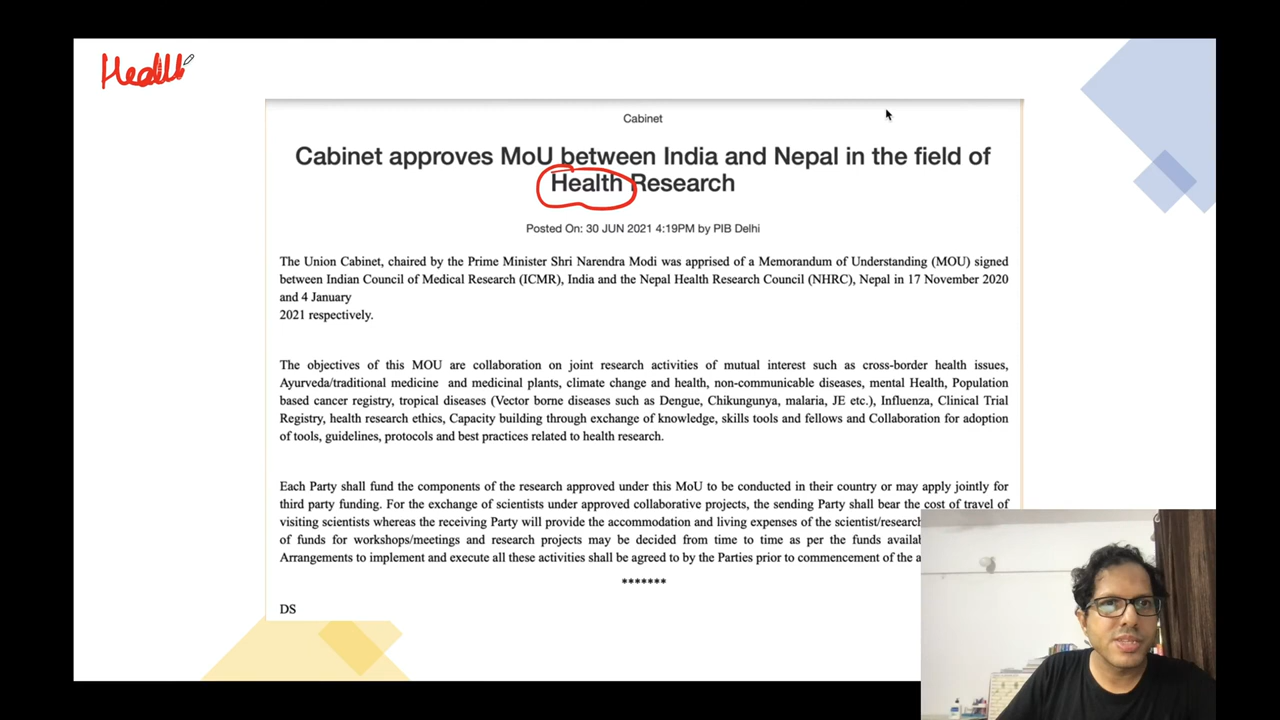 Health
Cabinet
Cabinet approves MoU between India and Nepal in the field of
Health Research
Posted On: 30 JUN 2021 4:19PM by PIB Delhi
The Union Cabinet, chaired by the Prime Minister Shri Narendra Modi was apprised of a Memorandum of Understanding (MOU) signed
between Indian Council of Medical Research (ICMR), India and the Nepal Health Research Council (NHRC), Nepal in 17 November 2020
and 4 January
2021 respectively.
The objectives of this MOU are collaboration on joint research activities of mutual interest such as cross-border health issues,
Ayurveda/traditional medicine and medicinal plants, climate change and health, non-communicable diseases, mental Health, Population
based cancer registry, tropical diseases (Vector borne diseases such as Dengue, Chikungunya, malaria, JE etc.), Influenza, Clinical Trial
Registry, health research ethics, Capacity building through exchange of knowledge, skills tools and fellows and Collaboration for adoption
of tools, guidelines, protocols and best practices related to health research.
Each Party shall fund the components of the research approved under this MoU to be conducted in their country or may apply jointly for
third party funding. For the exchange of scientists under approved collaborative projects, the sending Party shall bear the cost of travel of
visiting scientists whereas the receiving Party will provide the accommodation and living expenses of the scientist/research
of funds for workshops/meetings and research projects may be decided from time to time as per the funds
Arrangements to implement and execute all these activities shall be agreed to by the Parties prior to commencement of the
*******
DS